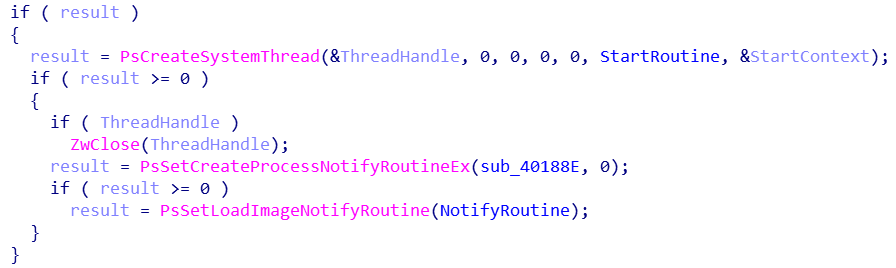 if ( result )
{
  result = PsCreateSystemThread(&ThreadHandle, 0, 0, 0, 0, StartRoutine, &StartContext);
  if ( result >= 0 )
  {
    if ( ThreadHandle )
      ZwClose(ThreadHandle);
    result = PsSetCreateProcessNotifyRoutineEx(sub_40188E, 0);
    if ( result >= 0 )
      result = PsSetLoadImageNotifyRoutine(NotifyRoutine);
  }
}